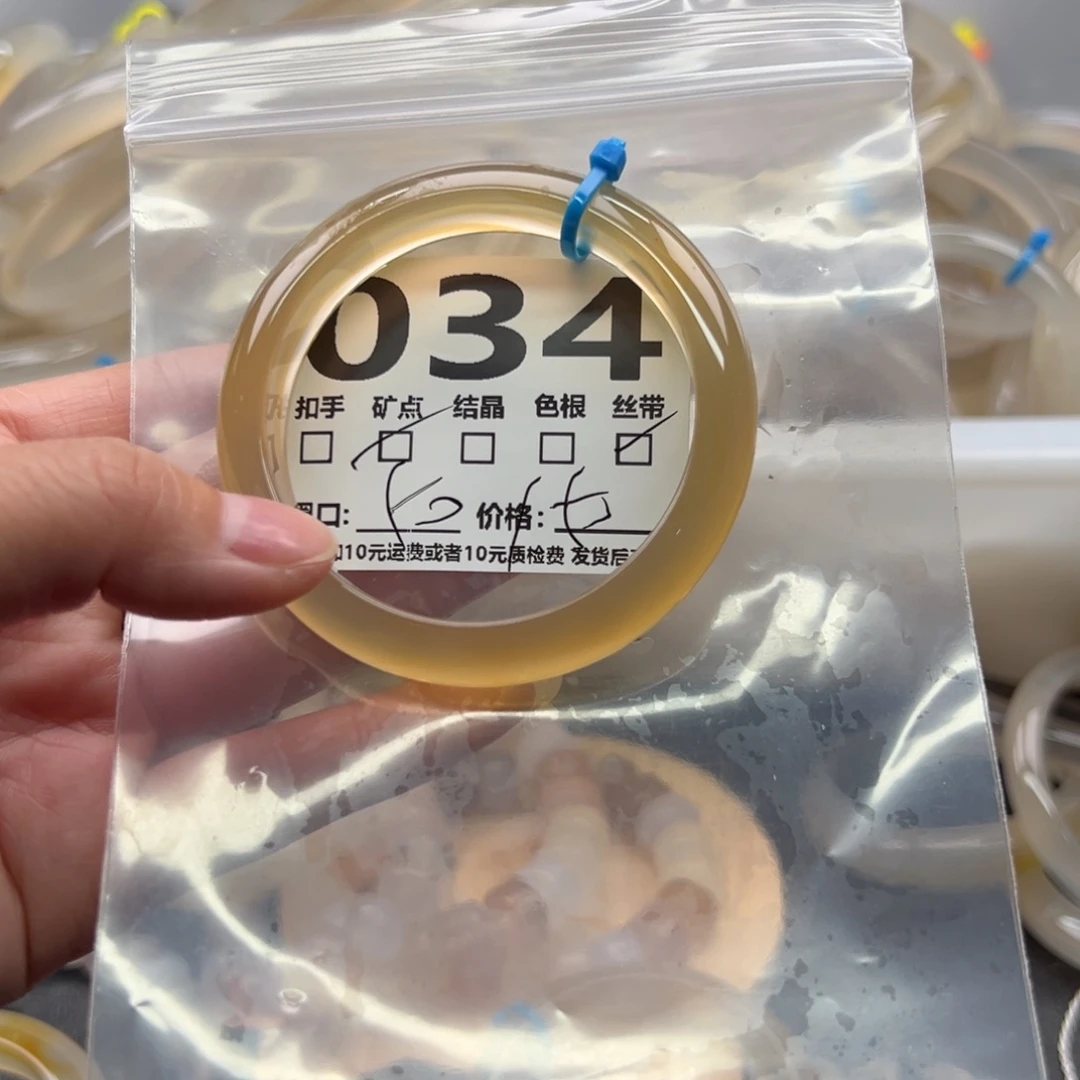 034
扣手 矿点 结晶 色根 丝带
口: 价格:
10元运费或者10元质检费 发货后